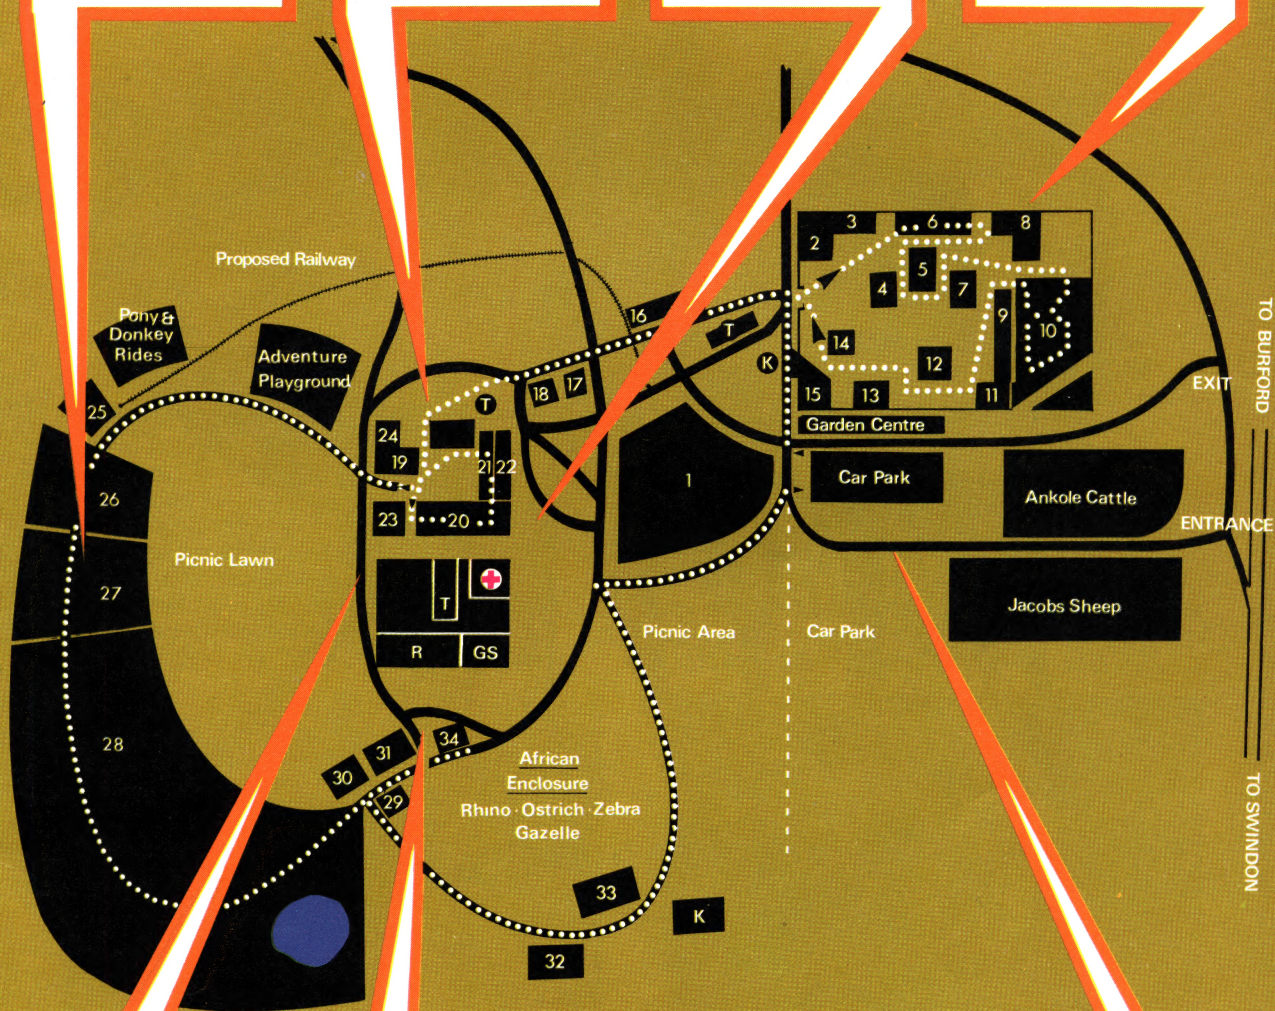 3
6
8
2
5
4
7
Proposed Railway
TO BURFORD
9
16
T
10
Pony &
Donkey
Rides
14
Adventure
Playground
K
12
EXIT
18
17
15
13
11
25
T
Garden Centre
24
19
21
22
Car Park
1
26
Ankole Cattle
23
20
ENTRANCE
Picnic Lawn
27
T
Jacobs Sheep
Picnic Area
Car Park
R
GS
28
34
31
30
29
African
Enclosure
Rhino · Ostrich · Zebra
Gazelle
TO SWINDON
33
K
32